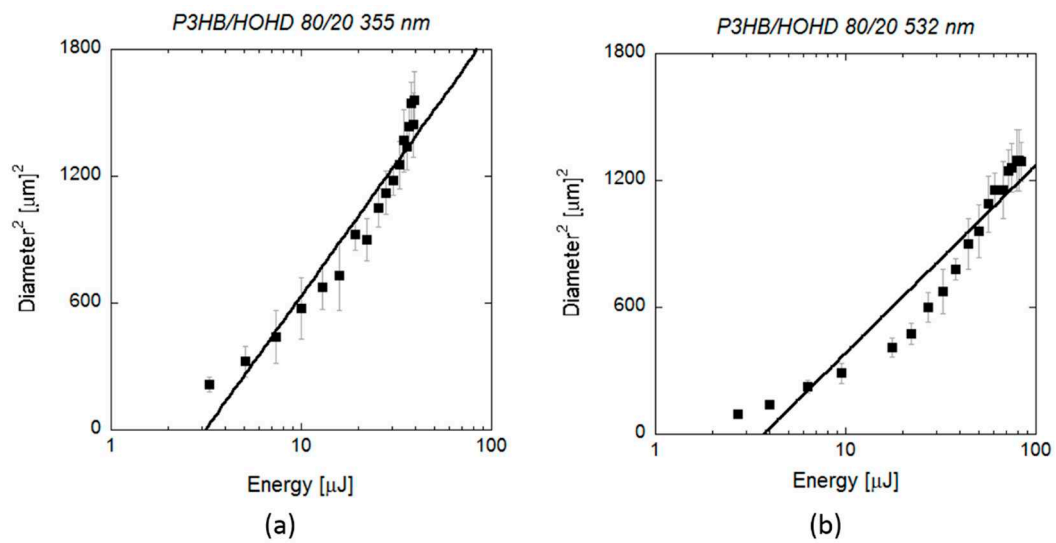 P3HB/HOHD 80/20 355 nm
1800
1200
600
0
Diameter² [µm]²
1
10
100
Energy [µJ]
(a)
P3HB/HOHD 80/20 532 nm
1800
1200
600
0
Diameter² [µm]²
1
10
100
Energy [µJ]
(b)